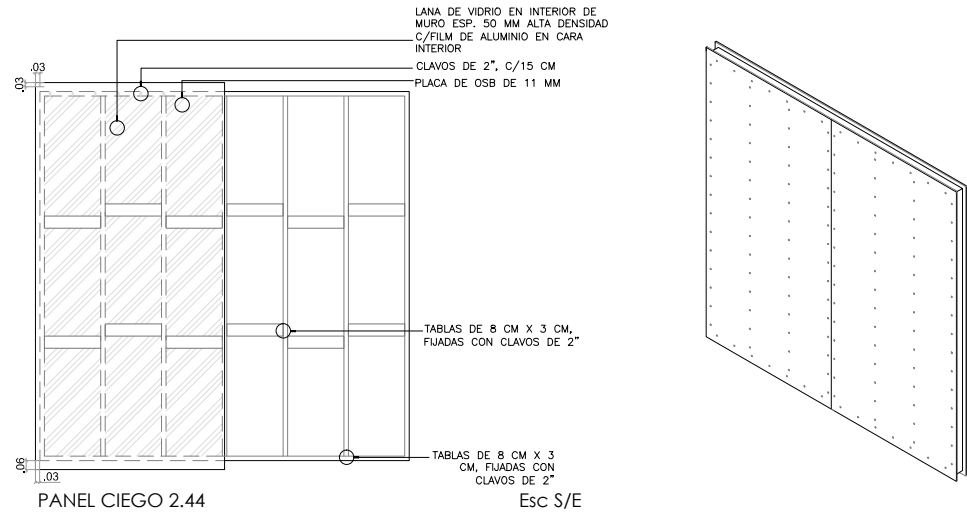 LANA DE VIDRIO EN INTERIOR DE
MURO ESP. 50 MM ALTA DENSIDAD
C/FILM DE ALUMINIO EN CARA
INTERIOR
CLAVOS DE 2", C/15 CM
PLACA DE OSB DE 11 MM
.03
.03
TABLAS DE 8 CM X 3 CM,
FIJADAS CON CLAVOS DE 2"
TABLAS DE 8 CM X 3
CM, FIJADAS CON
CLAVOS DE 2"
.06
.03
PANEL CIEGO 2.44
Esc S/E